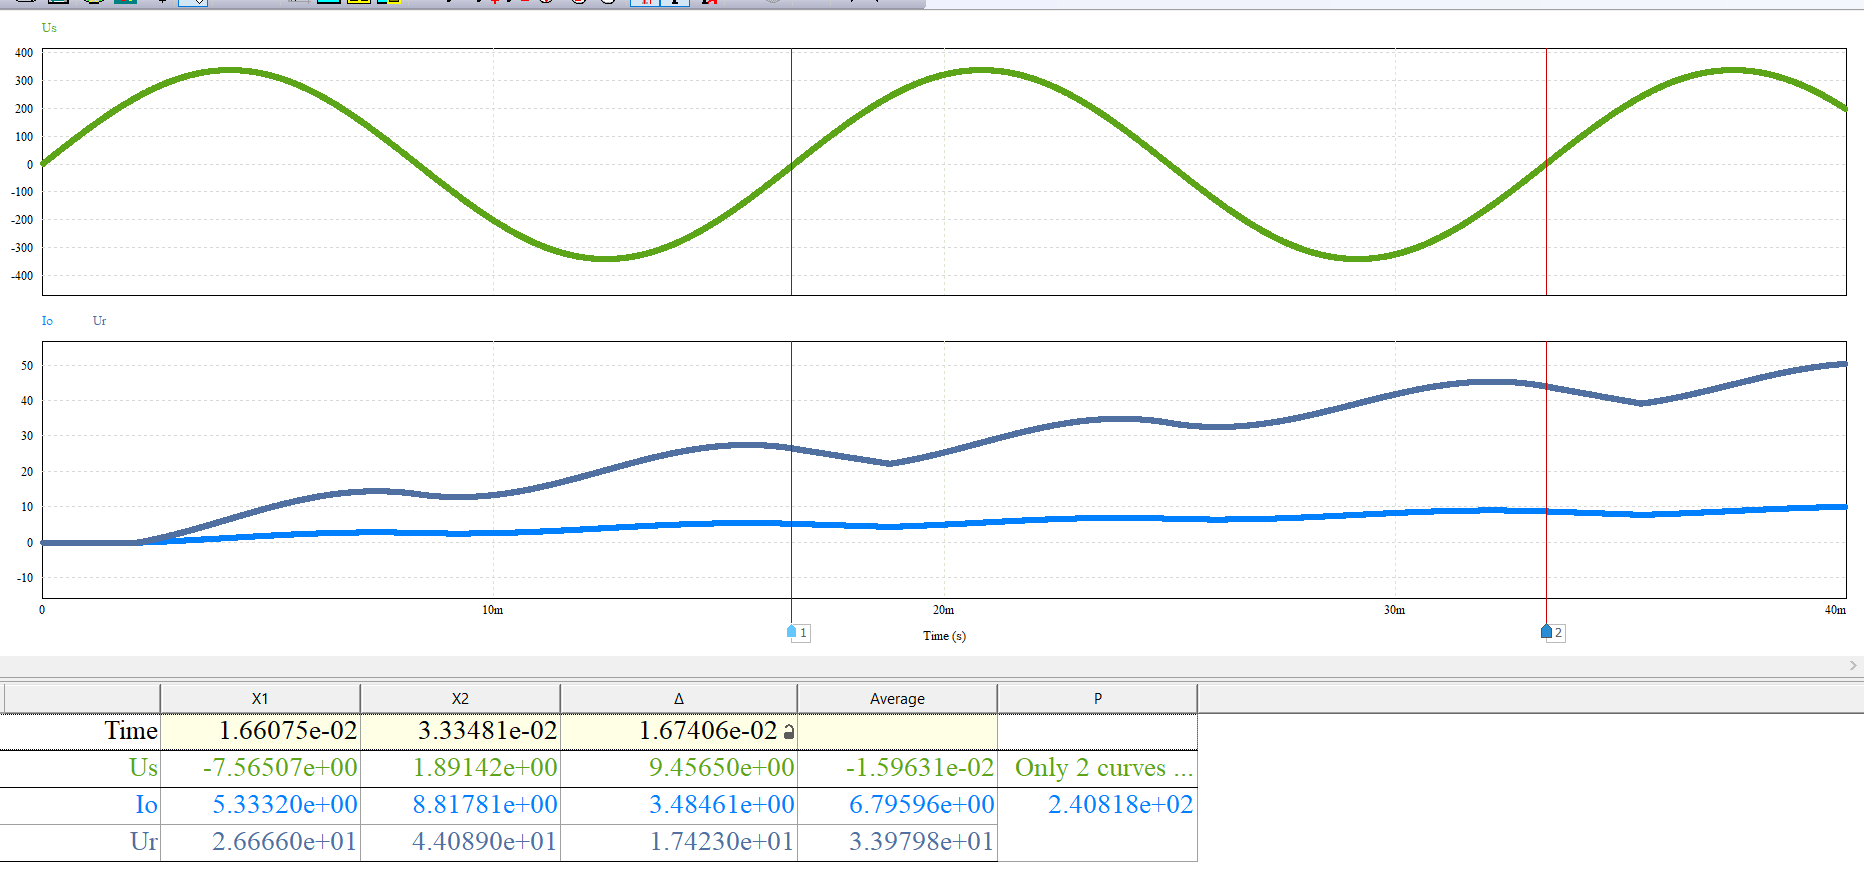 Us
400
300
200
100
0
-100
-200
-300
-400
Io Ur
50
40
30
20
10
0
-10
0 10m 20m 30m 40m
1 Time (s) 2
X1 X2 Δ Average P
Time 1.66075e-02 3.33481e-02 1.67406e-02
Us -7.56507e+00 1.89142e+00 9.45650e+00 -1.59631e-02 Only 2 curves ...
Io 5.33320e+00 8.81781e+00 3.48461e+00 6.79596e+00 2.40818e+02
Ur 2.66660e+01 4.40890e+01 1.74230e+01 3.39798e+01